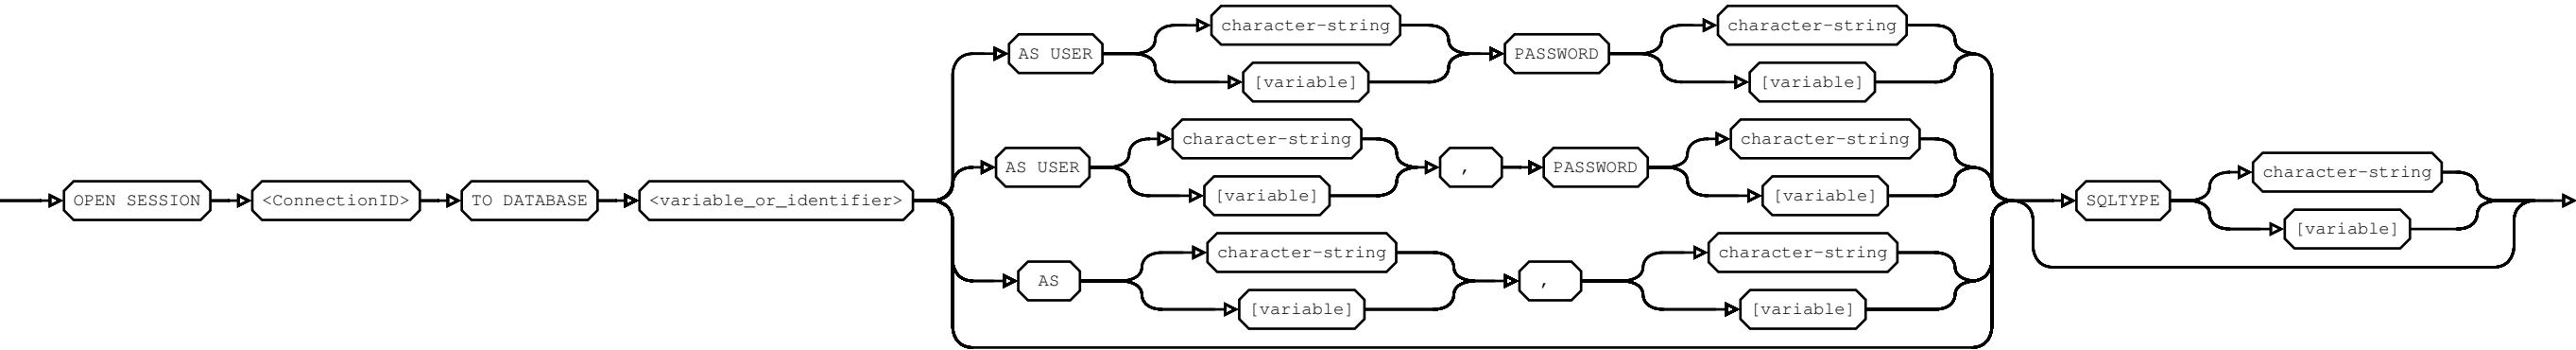 character-string
character-string
AS USER
PASSWORD
[variable]
[variable]
character-string
character-string
AS USER
,
PASSWORD
[variable]
[variable]
OPEN SESSION
<ConnectionID>
TO DATABASE
<variable_or_identifier>
SQLTYPE
character-string
[variable]
character-string
character-string
AS
,
[variable]
[variable]